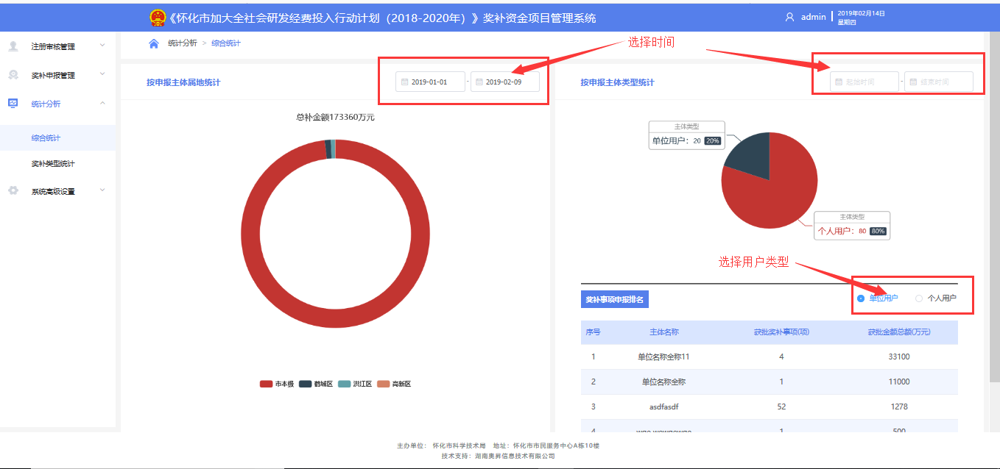 《怀化市加大全社会研发经费投入行动计划（2018-2020年）》奖补资金项目管理系统
admin
2019年02月14日
星期四
注册审核管理
奖补申报管理
统计分析
综合统计
奖补类型统计
系统高级设置
统计分析 > 综合统计
选择时间
按申报主体属地统计
2019-01-01 - 2019-02-09
总补金额173360万元
市本级 鹤城区 洪江区 高新区
按申报主体类型统计
起始时间 - 结束时间
主体类型
单位用户：20 20%
主体类型
个人用户：80 80%
选择用户类型
奖补事项申报排名
单位用户 个人用户
序号 主体名称 获批奖补事项(项) 获批金额总额(万元)
1 单位名称全称11 4 33100
2 单位名称全称 1 11000
3 asdfasdf 52 1278
4 1 500
主办单位： 怀化市科学技术局 地址：怀化市市民服务中心A栋10楼
技术支持：湖南奥昇信息技术有限公司